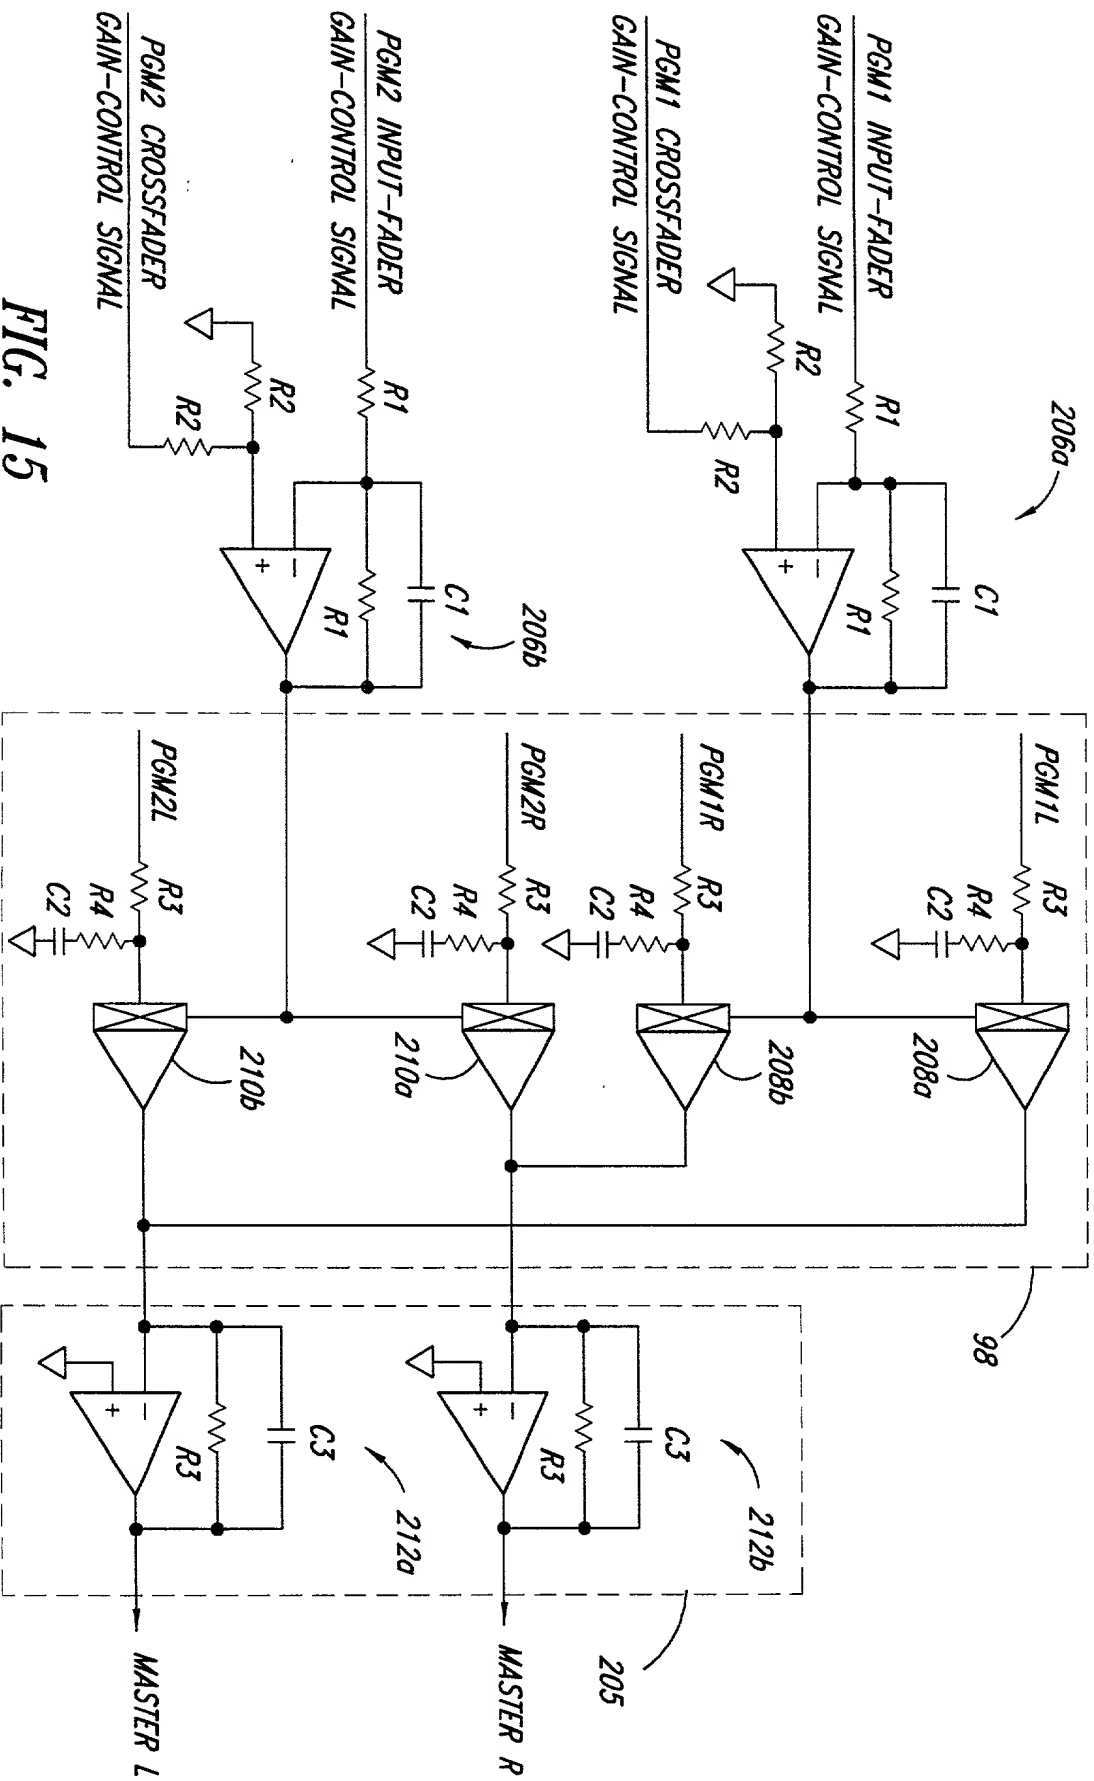 PGM1 INPUT-FADER
GAIN-CONTROL SIGNAL
R1
206a
C1
R1
R2
R2
PGM1 CROSSFADER
GAIN-CONTROL SIGNAL
−
+
PGM2 INPUT-FADER
GAIN-CONTROL SIGNAL
R1
206b
C1
R1
R2
R2
PGM2 CROSSFADER
GAIN-CONTROL SIGNAL
−
+
PGM1L
R3
R4
C2
208a
PGM1R
R3
R4
C2
208b
PGM2R
R3
R4
C2
210a
PGM2L
R3
R4
C2
210b
98
C3
212b
R3
−
+
MASTER R
205
C3
212a
R3
−
+
MASTER L
FIG. 15